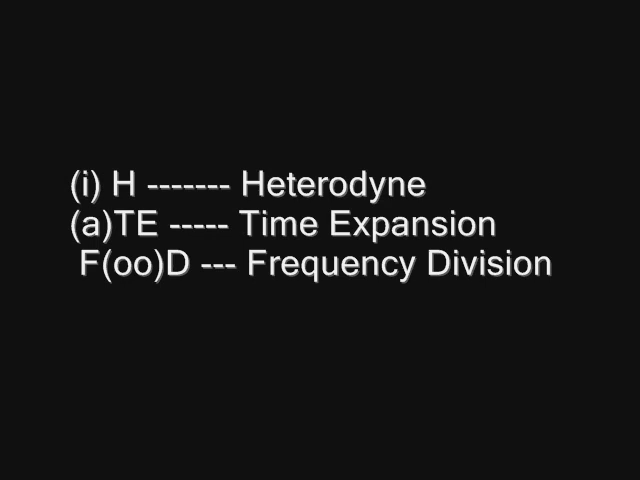 (i) H ------- Heterodyne
(a)TE ----- Time Expansion
F(oo)D --- Frequency Division